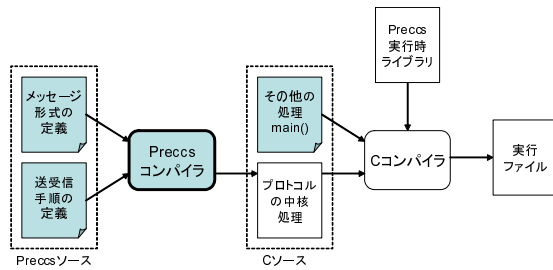 Preccs
実行時
ライブラリ
メッセージ
形式の
定義
その他の
処理
main()
Preccs
コンパイラ
Cコンパイラ
実行
ファイル
送受信
手順の
定義
プロトコル
の中核
処理
Preccsソース
Cソース